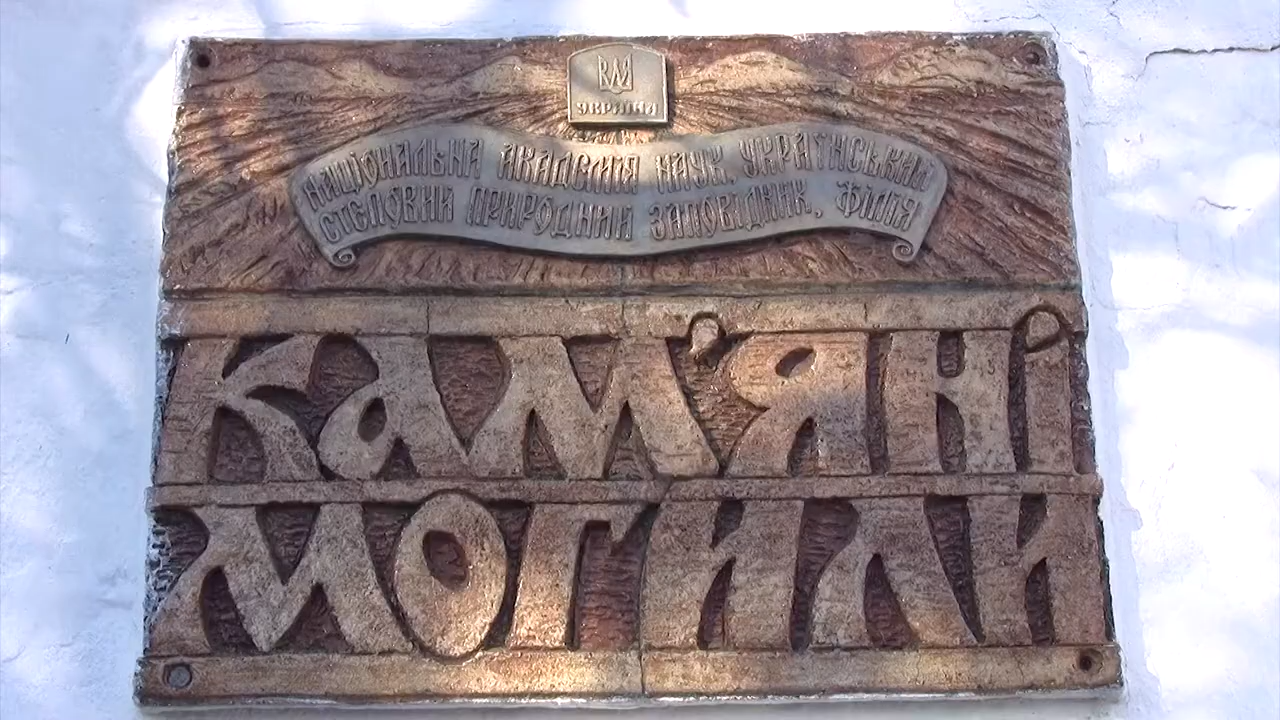 УКРАЇНА
НАЦІОНАЛЬНА АКАДЕМІЯ НАУК, УКРАЇНСЬКИЙ
СТЕПОВИЙ ПРИРОДНИЙ ЗАПОВІДНИК, ФІЛІЯ
КАМ'ЯНІ
МОГИЛИ